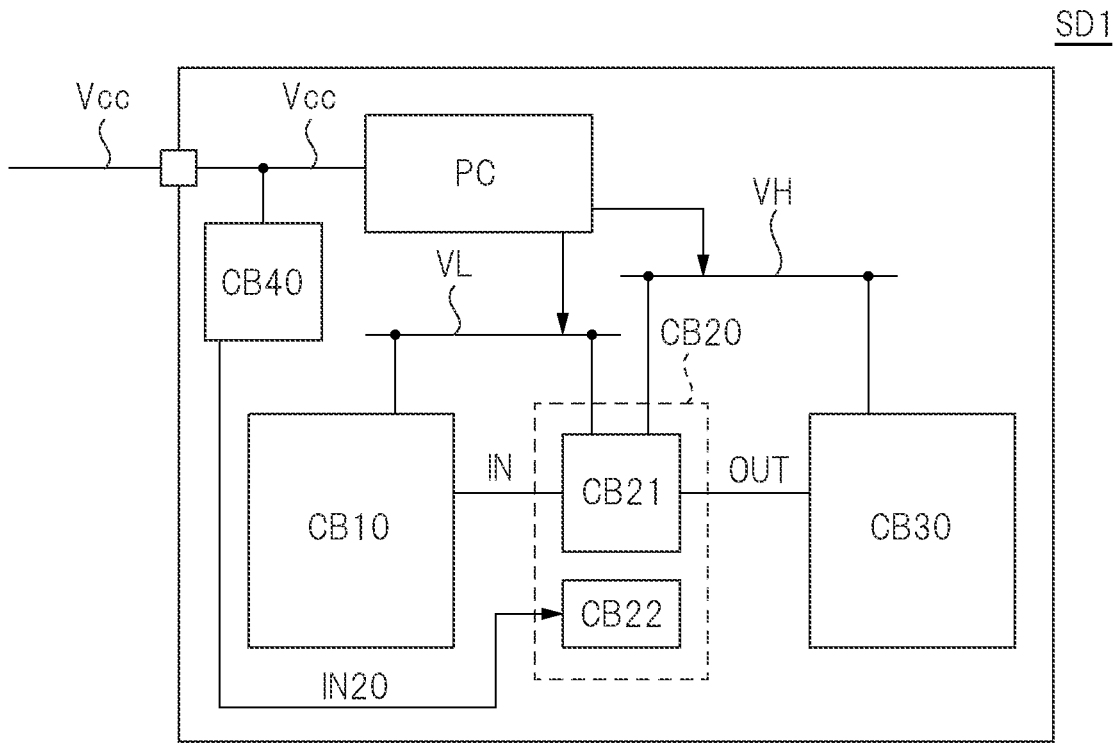 SD1
Vcc
Vcc
PC
VH
CB40
VL
CB20
IN
CB21
OUT
CB10
CB30
CB22
IN20